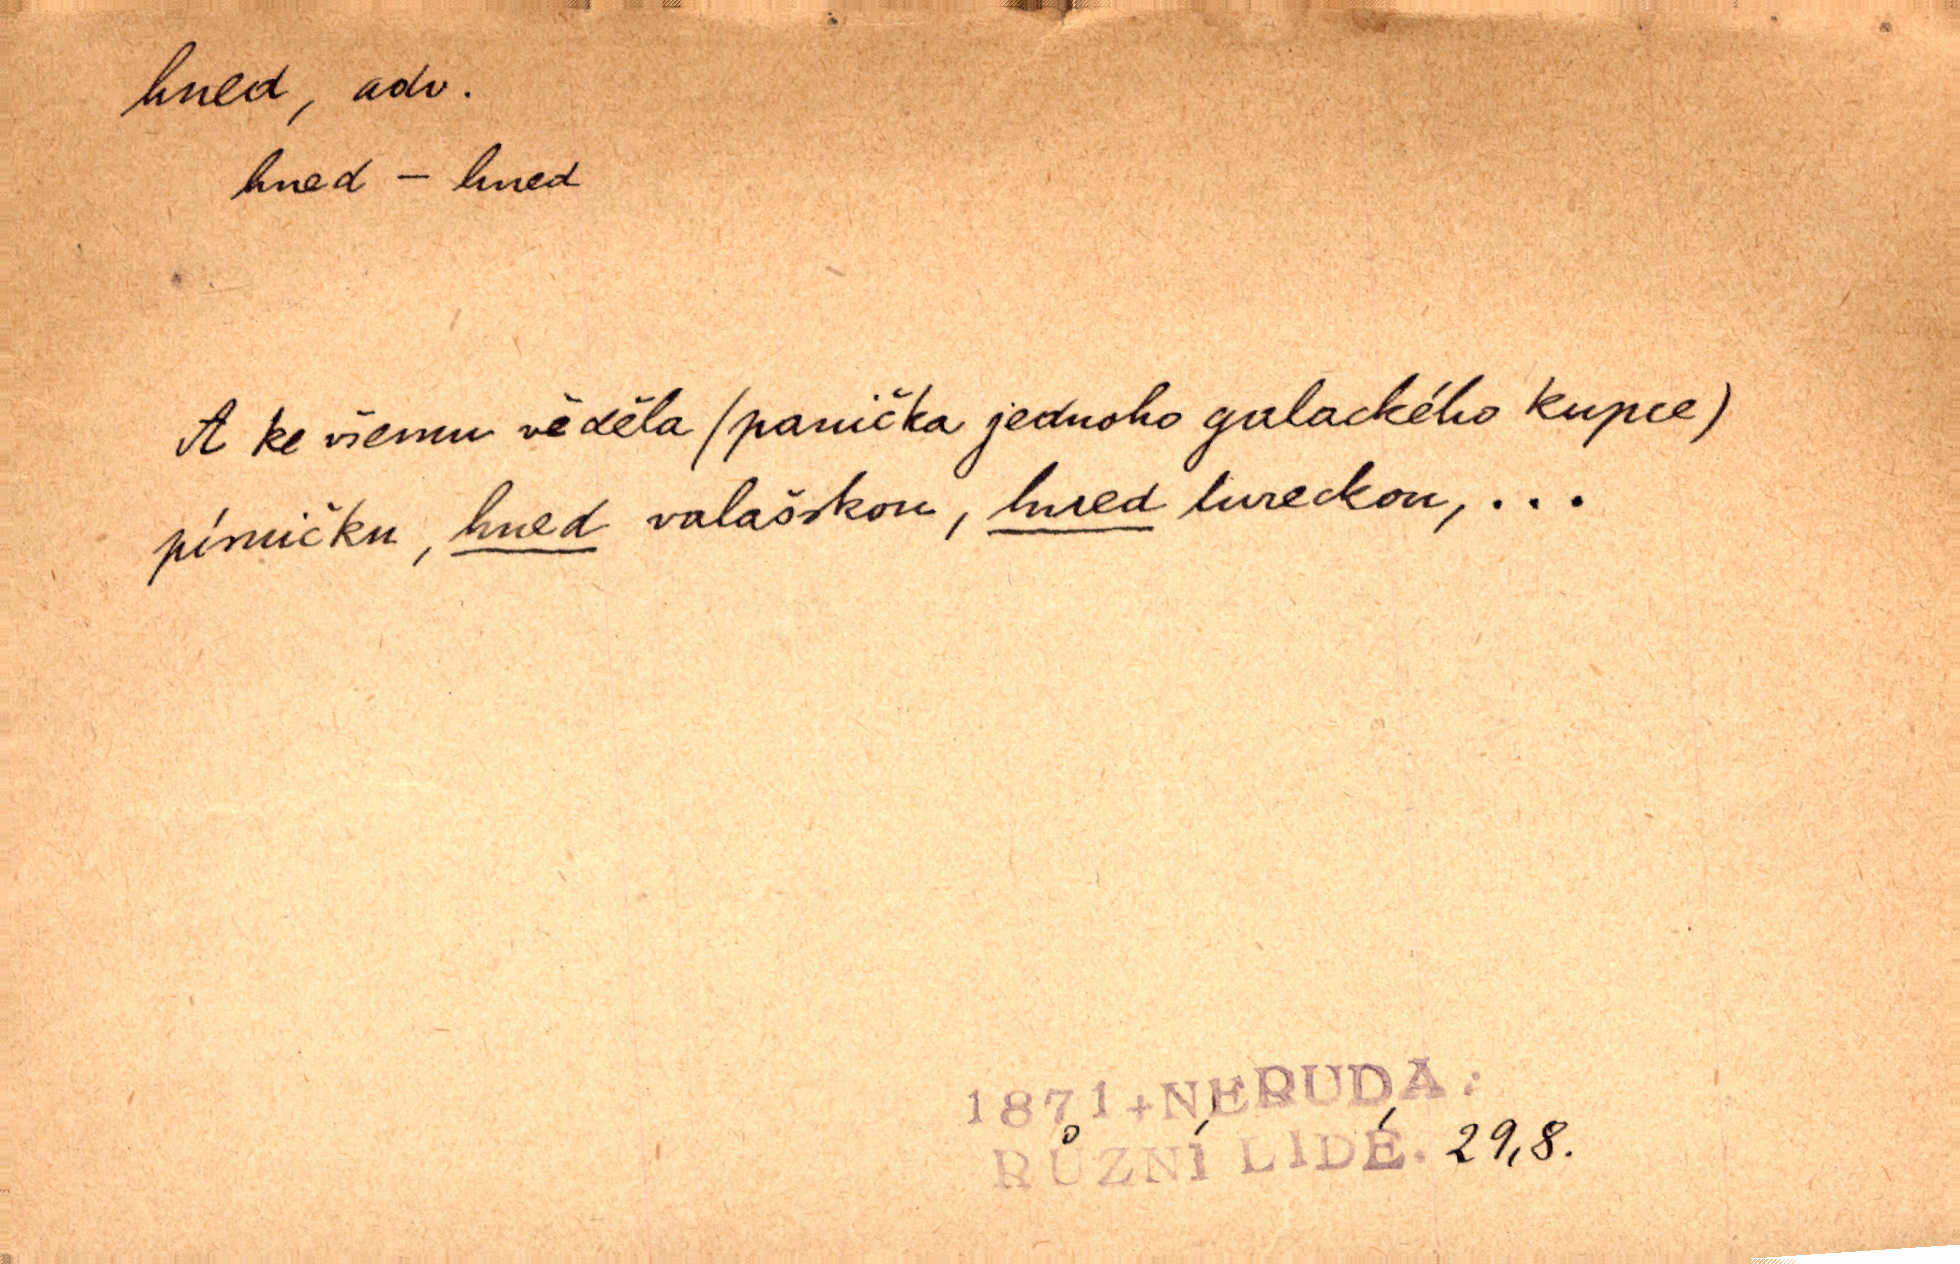 hned, adv.
hned – hned
A ke všemu věděla (panička jednoho galackého kupce)
písničku, hned valašskou, hned tureckou, ...
1871+NERUDA:
RŮZNÍ LIDÉ. 29,8.